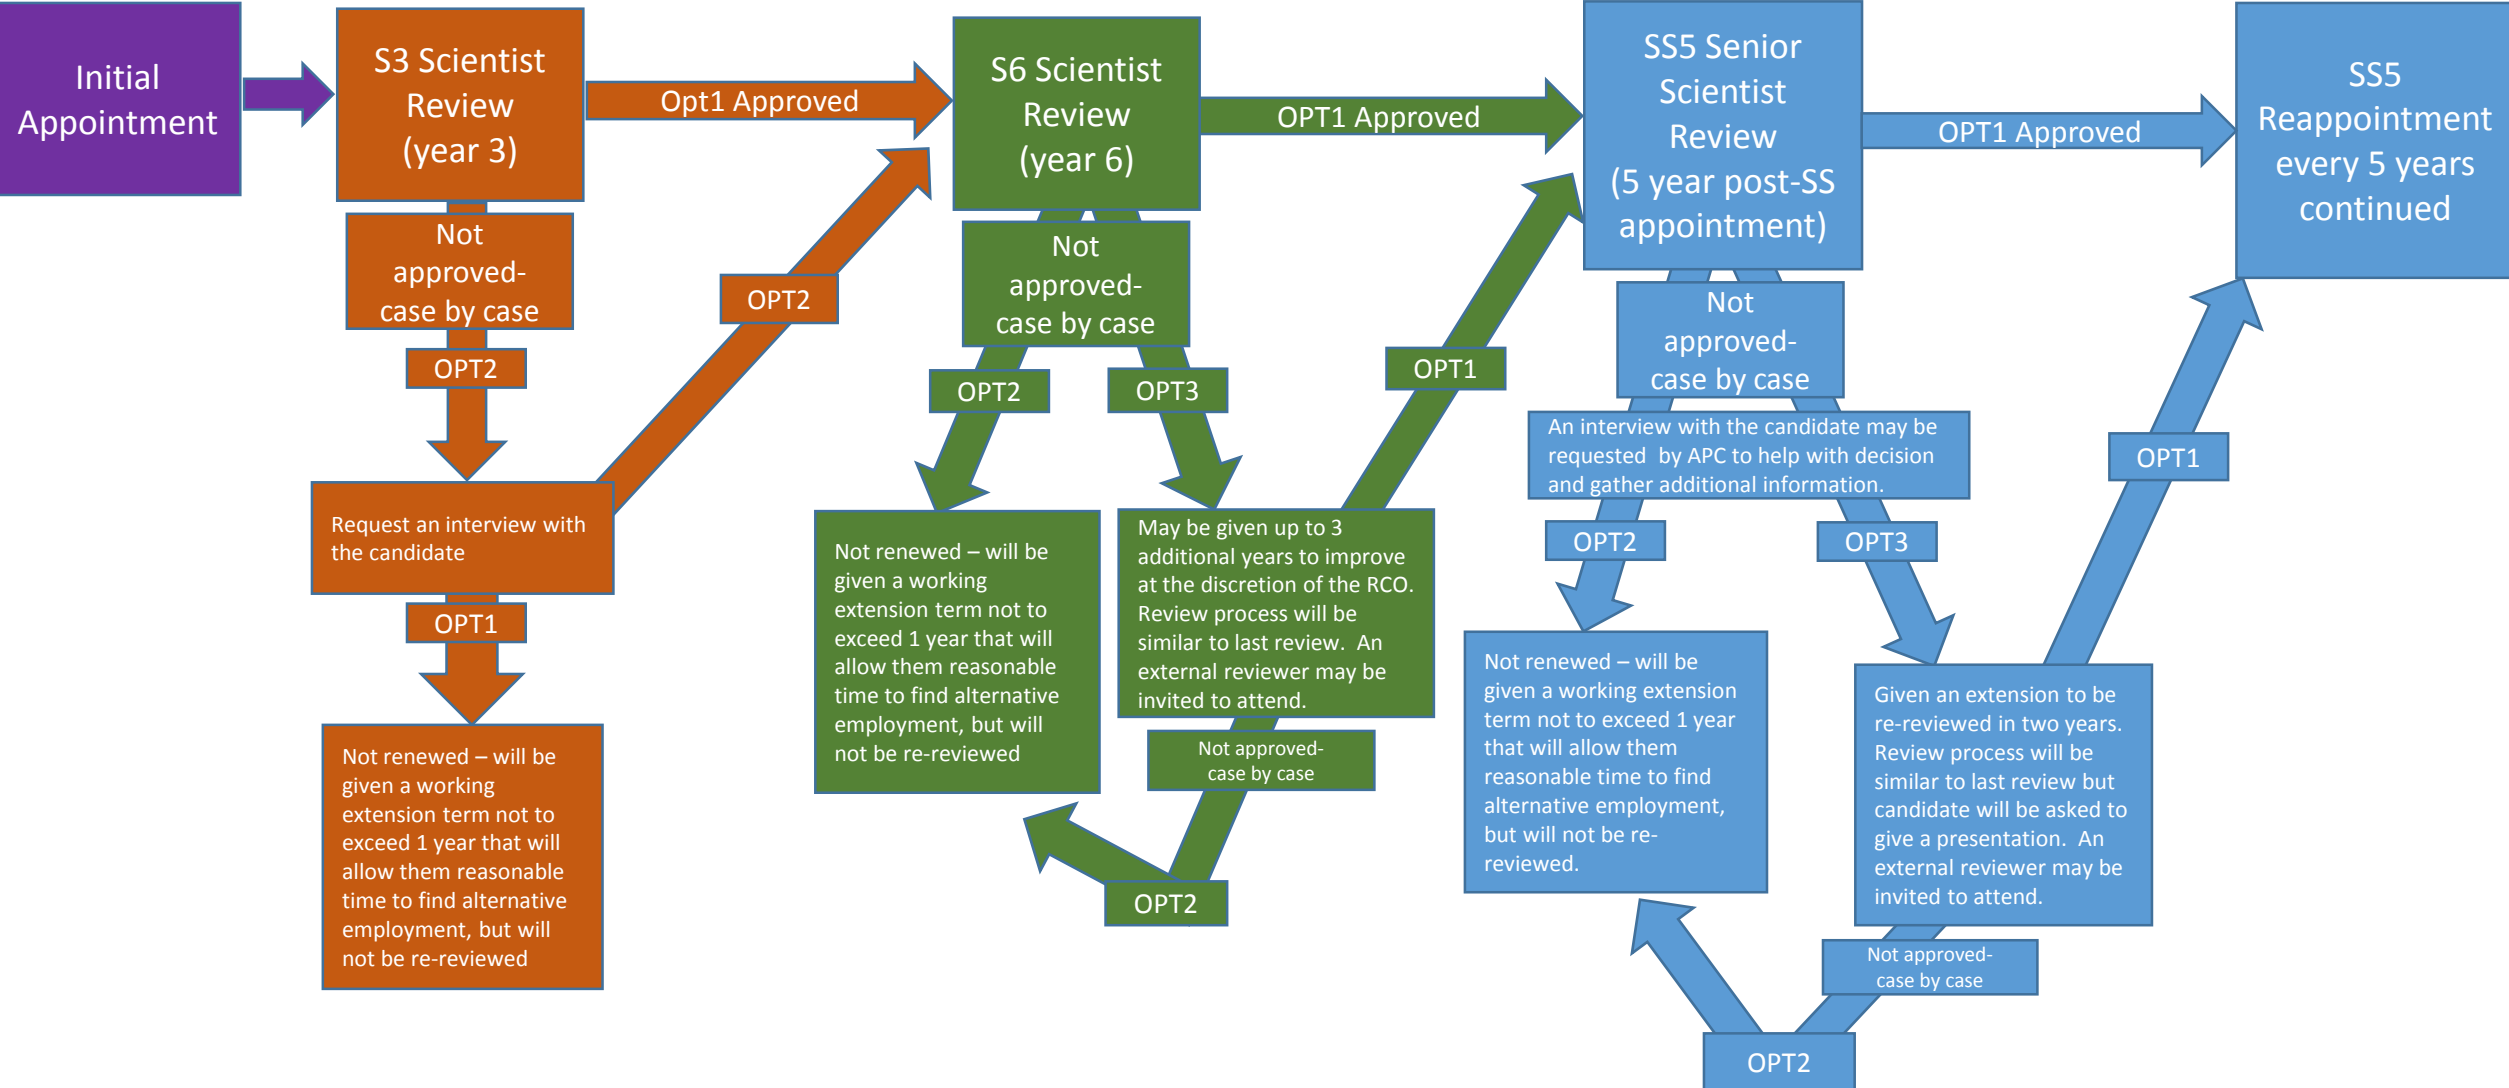 Initial
Appointment
S3 Scientist
Review
(year 3)
Opt1 Approved
S6 Scientist
Review
(year 6)
OPT1 Approved
SS5 Senior
Scientist
Review
(5 year post-SS
appointment)
OPT1 Approved
SS5
Reappointment
every 5 years
continued
Not
approved-
case by case
OPT2
Request an interview with
the candidate
OPT2
OPT1
Not renewed – will be
given a working
extension term not to
exceed 1 year that will
allow them reasonable
time to find alternative
employment, but will
not be re-reviewed
Not
approved-
case by case
OPT2
OPT3
Not renewed – will be
given a working
extension term not to
exceed 1 year that will
allow them reasonable
time to find alternative
employment, but will
not be re-reviewed
May be given up to 3
additional years to improve
at the discretion of the RCO.
Review process will be
similar to last review.  An
external reviewer may be
invited to attend.
OPT1
Not approved-
case by case
OPT2
Not
approved-
case by case
An interview with the candidate may be
requested  by APC to help with decision
and gather additional information.
OPT2
OPT3
Not renewed – will be
given a working extension
term not to exceed 1 year
that will allow them
reasonable time to find
alternative employment,
but will not be re-
reviewed.
Given an extension to be
re-reviewed in two years.
Review process will be
similar to last review but
candidate will be asked to
give a presentation.  An
external reviewer may be
invited to attend.
OPT1
Not approved-
case by case
OPT2